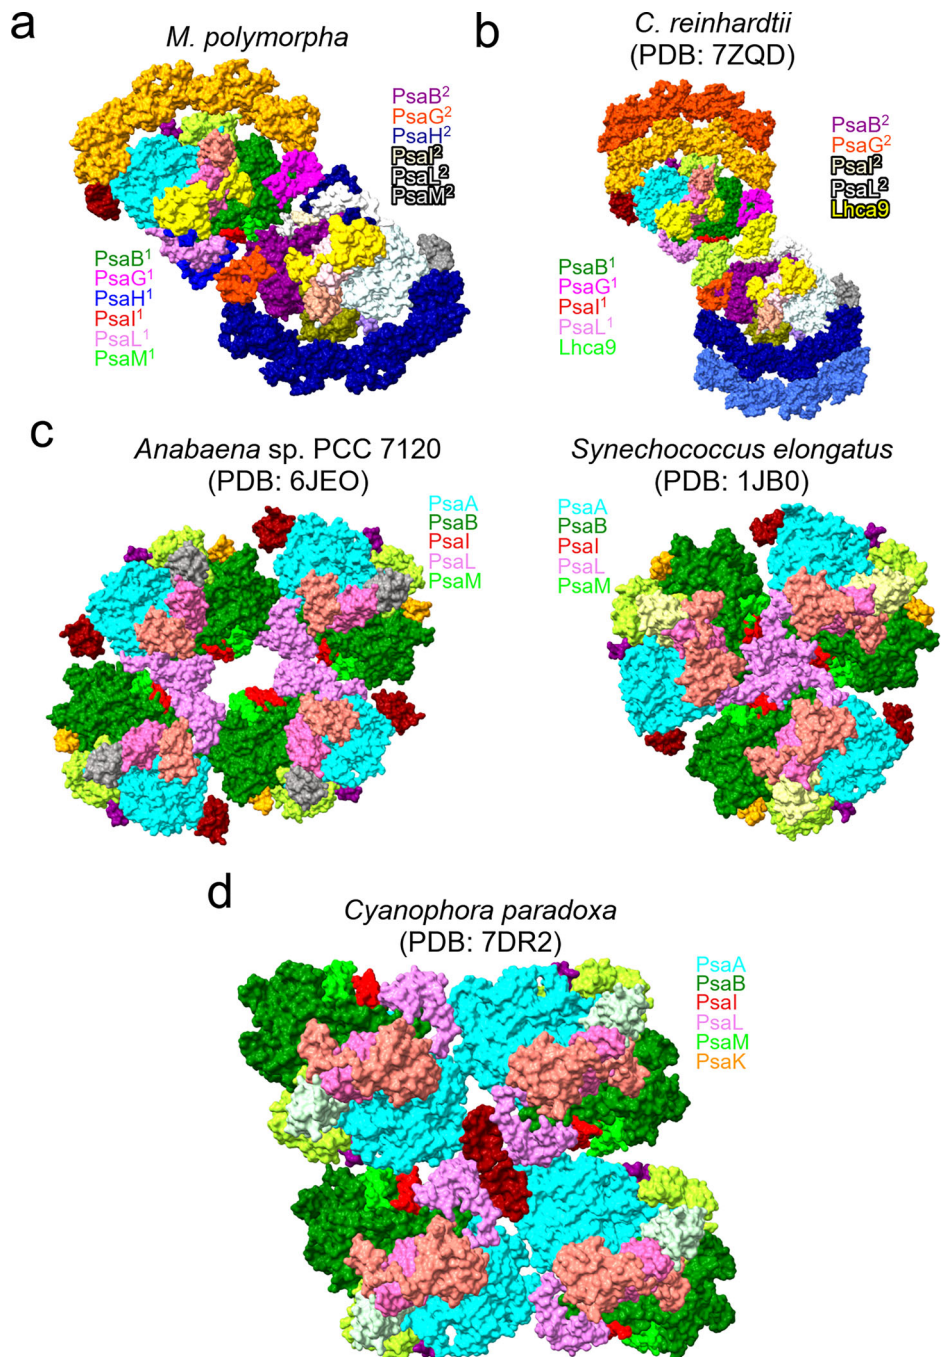 a
M. polymorpha
PsaB²
PsaG²
PsaH²
PsaI²
PsaL²
PsaM²
PsaB¹
PsaG¹
PsaH¹
PsaI¹
PsaL¹
PsaM¹
b
C. reinhardtii
(PDB: 7ZQD)
PsaB²
PsaG²
PsaI²
PsaL²
Lhca9
PsaB¹
PsaG¹
PsaI¹
PsaL¹
Lhca9
c
Anabaena sp. PCC 7120
(PDB: 6JEO)
PsaA
PsaB
PsaI
PsaL
PsaM
Synechococcus elongatus
(PDB: 1JB0)
PsaA
PsaB
PsaI
PsaL
PsaM
d
Cyanophora paradoxa
(PDB: 7DR2)
PsaA
PsaB
PsaI
PsaL
PsaM
PsaK